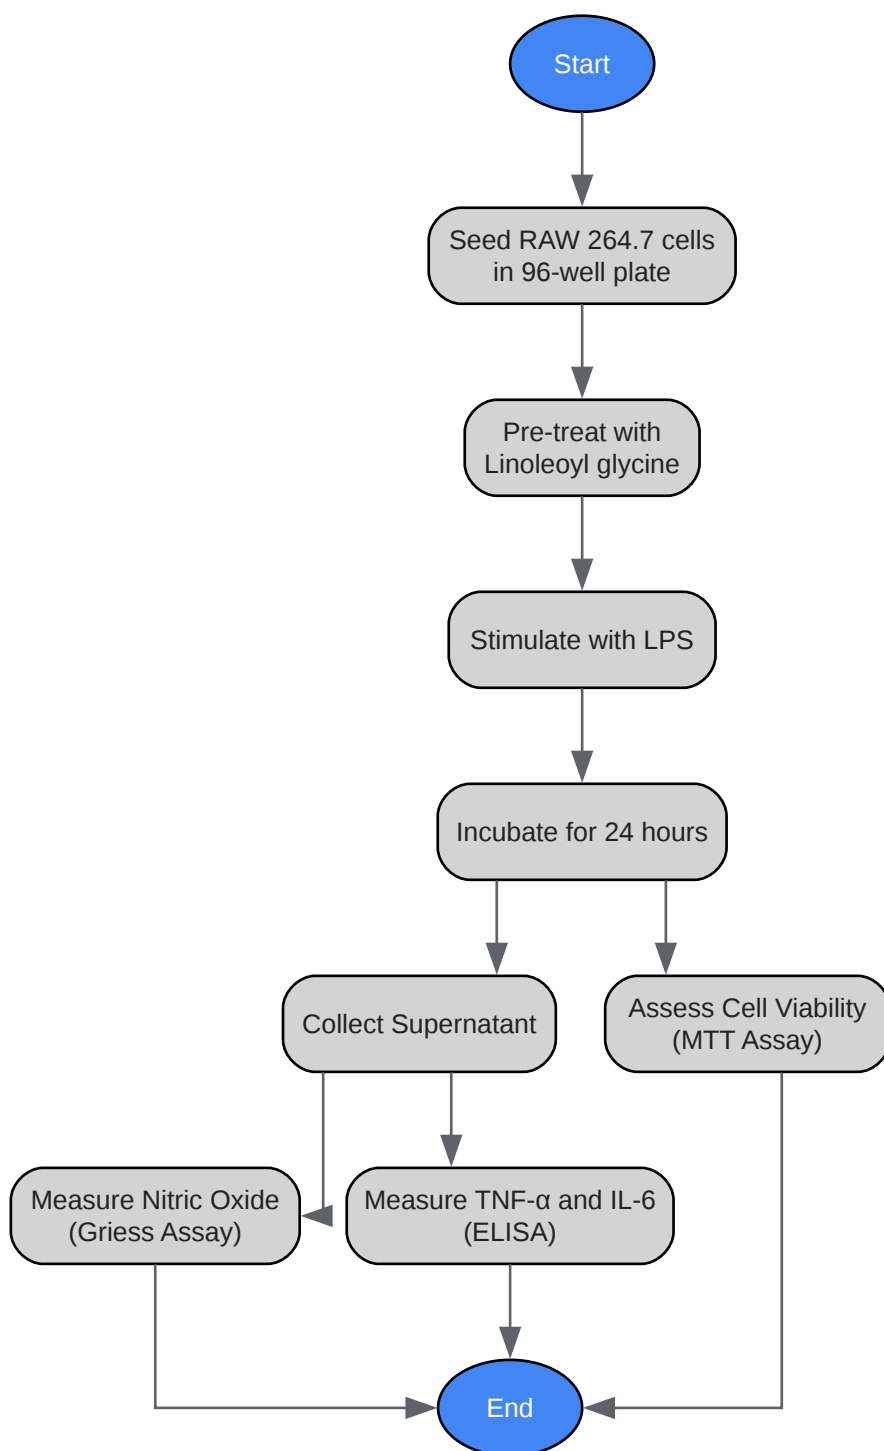 Start
Seed RAW 264.7 cells
in 96-well plate
Pre-treat with
Linoleoyl glycine
Stimulate with LPS
Incubate for 24 hours
Collect Supernatant
Assess Cell Viability
(MTT Assay)
Measure Nitric Oxide
(Griess Assay)
Measure TNF-α and IL-6
(ELISA)
End